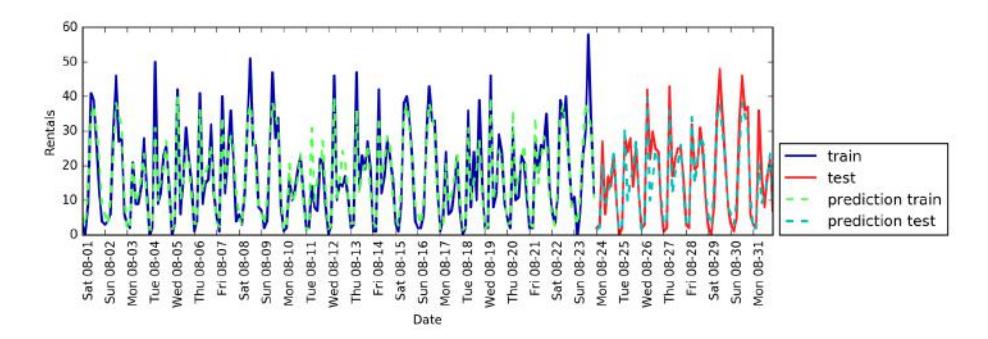 60
50
40
30
20
10
0
Rentals
Sat 08-01
Sun 08-02
Mon 08-03
Tue 08-04
Wed 08-05
Thu 08-06
Fri 08-07
Sat 08-08
Sun 08-09
Mon 08-10
Tue 08-11
Wed 08-12
Thu 08-13
Fri 08-14
Sat 08-15
Sun 08-16
Mon 08-17
Tue 08-18
Wed 08-19
Thu 08-20
Fri 08-21
Sat 08-22
Sun 08-23
Mon 08-24
Tue 08-25
Wed 08-26
Thu 08-27
Fri 08-28
Sat 08-29
Sun 08-30
Mon 08-31
Date
train
test
prediction train
prediction test